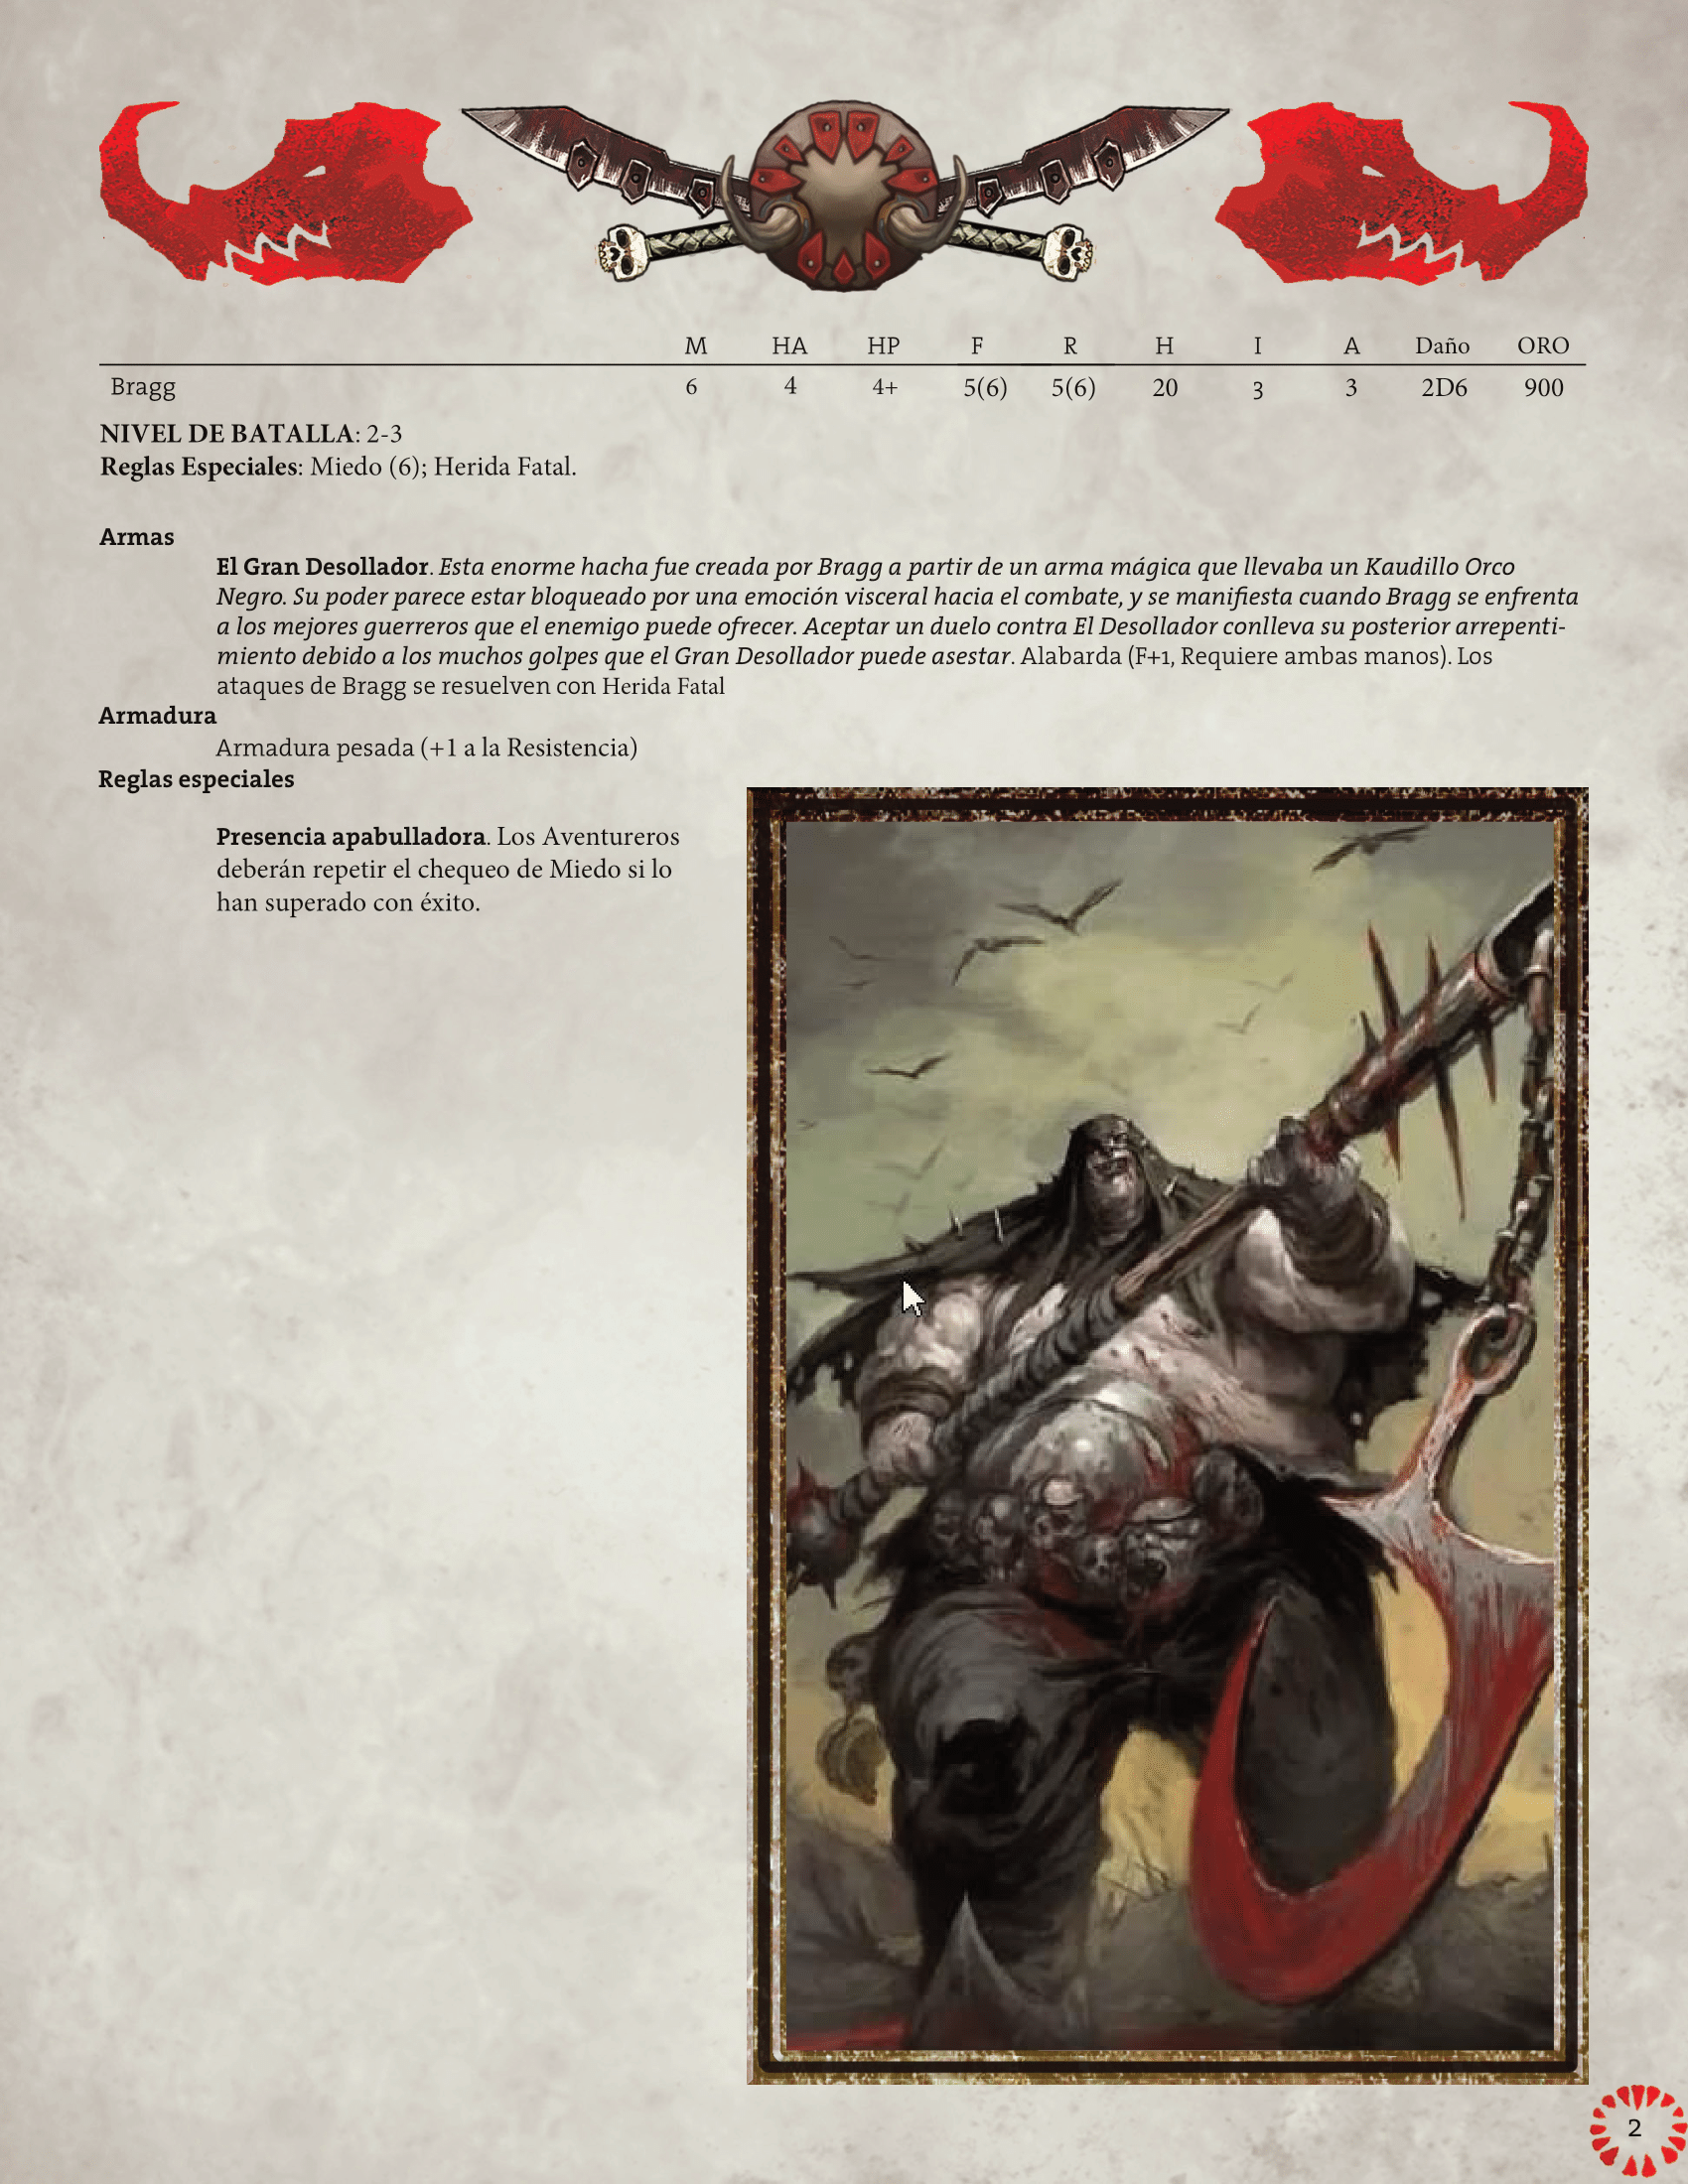 M HA HP F R H I A Daño ORO
Bragg 6 4 4+ 5(6) 5(6) 20 3 3 2D6 900
NIVEL DE BATALLA: 2-3
Reglas Especiales: Miedo (6); Herida Fatal.
Armas
El Gran Desollador. Esta enorme hacha fue creada por Bragg a partir de un arma mágica que llevaba un Kaudillo Orco
Negro. Su poder parece estar bloqueado por una emoción visceral hacia el combate, y se manifiesta cuando Bragg se enfrenta
a los mejores guerreros que el enemigo puede ofrecer. Aceptar un duelo contra El Desollador conlleva su posterior arrepenti-
miento debido a los muchos golpes que el Gran Desollador puede asestar. Alabarda (F+1, Requiere ambas manos). Los
ataques de Bragg se resuelven con Herida Fatal
Armadura
Armadura pesada (+1 a la Resistencia)
Reglas especiales
Presencia apabulladora. Los Aventureros
deberán repetir el chequeo de Miedo si lo
han superado con éxito.
2